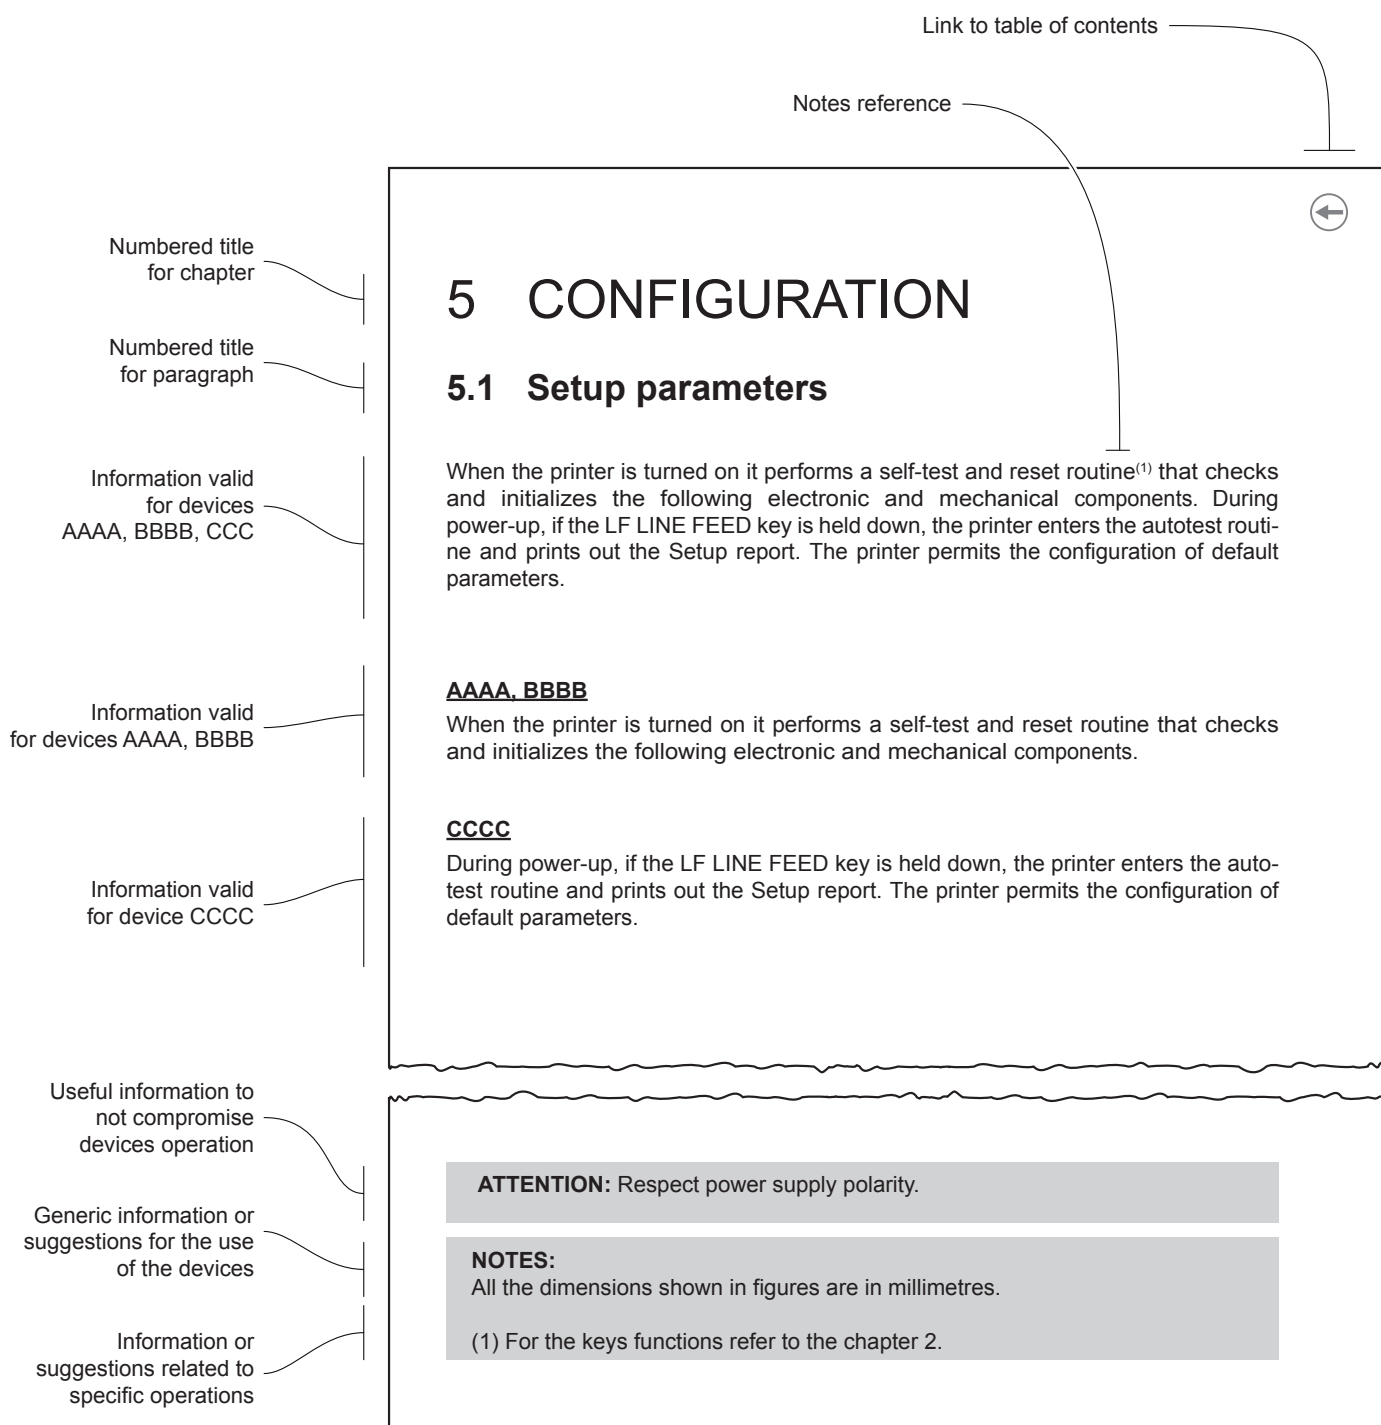 Link to table of contents
Notes reference
Numbered title
for chapter
5 CONFIGURATION
Numbered title
for paragraph
5.1 Setup parameters
Information valid
for devices
AAAA, BBBB, CCC
When the printer is turned on it performs a self-test and reset routine(1) that checks
and initializes the following electronic and mechanical components. During
power-up, if the LF LINE FEED key is held down, the printer enters the autotest routi-
ne and prints out the Setup report. The printer permits the configuration of default
parameters.
Information valid
for devices AAAA, BBBB
AAAA, BBBB
When the printer is turned on it performs a self-test and reset routine that checks
and initializes the following electronic and mechanical components.
Information valid
for device CCCC
CCCC
During power-up, if the LF LINE FEED key is held down, the printer enters the auto-
test routine and prints out the Setup report. The printer permits the configuration of
default parameters.
Useful information to
not compromise
devices operation
ATTENTION: Respect power supply polarity.
Generic information or
suggestions for the use
of the devices
NOTES:
All the dimensions shown in figures are in millimetres.
Information or
suggestions related to
specific operations
(1) For the keys functions refer to the chapter 2.